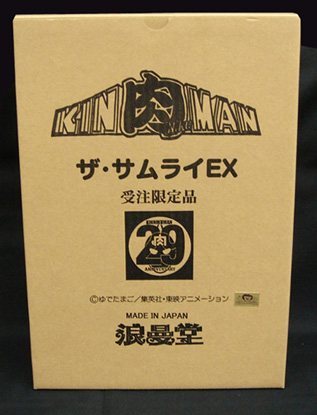 KIN肉MAN
ザ・サムライEX
受注限定品
KINNIKUMAN
29
肉
ANNIVERSARY
©ゆでたまご/集英社・東映アニメーション
MADE IN JAPAN
浪曼堂